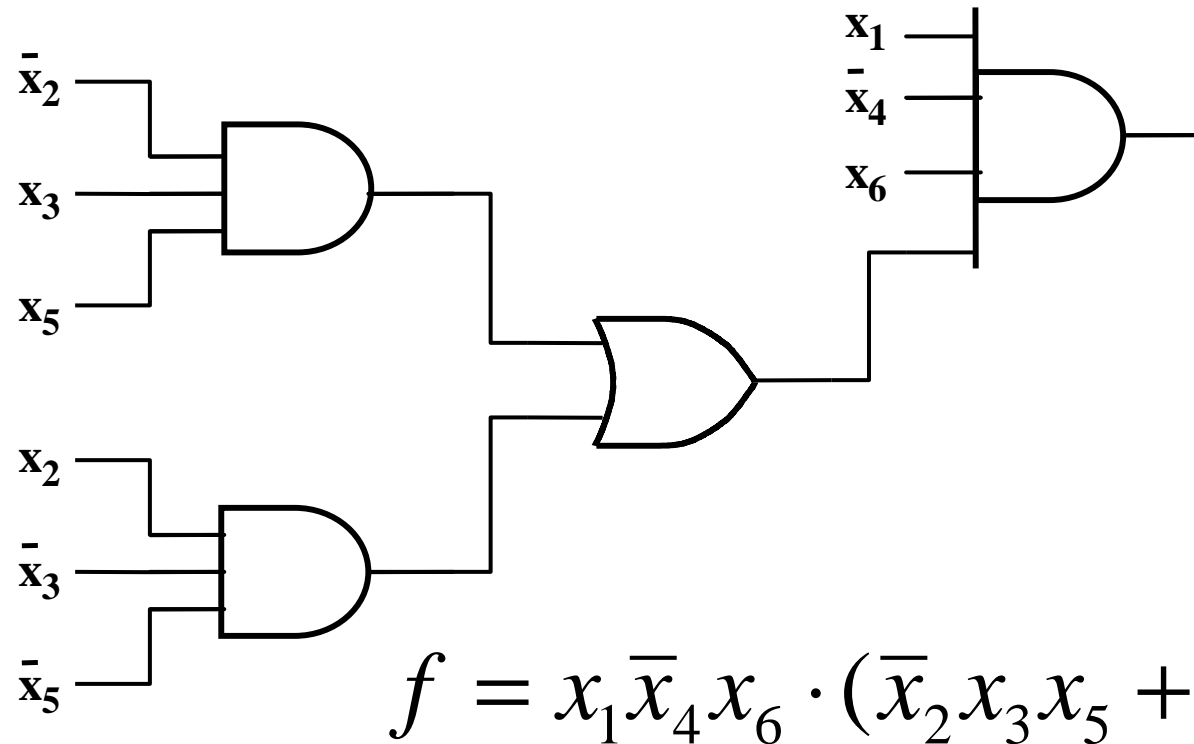 x̄₂
x₃
x₅
x₂
x̄₃
x̄₅
x₁
x̄₄
x₆
f = x₁x̄₄x₆ · (x̄₂x₃x₅ +